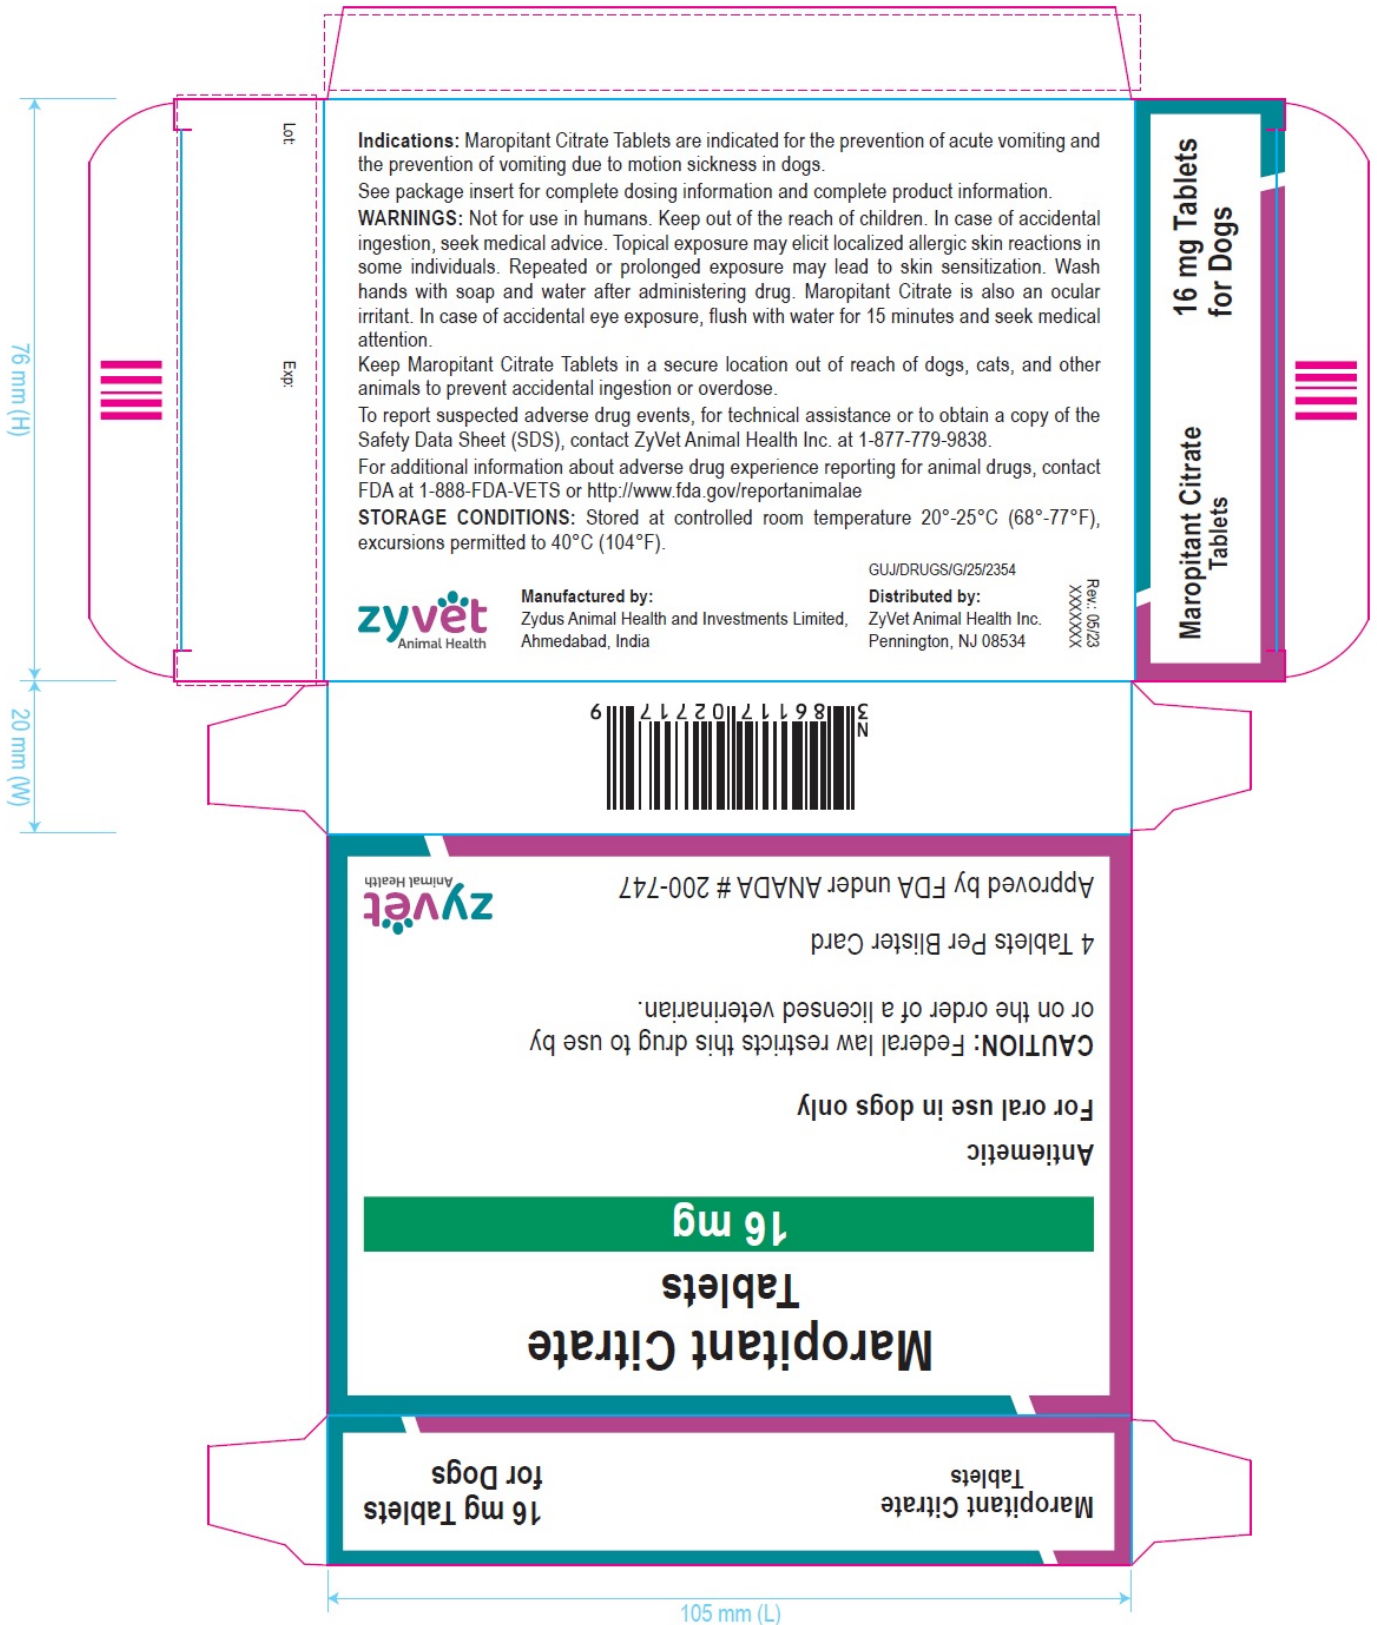 Lot:
Exp:
Indications: Maropitant Citrate Tablets are indicated for the prevention of acute vomiting and
the prevention of vomiting due to motion sickness in dogs.
See package insert for complete dosing information and complete product information.
WARNINGS: Not for use in humans. Keep out of the reach of children. In case of accidental
ingestion, seek medical advice. Topical exposure may elicit localized allergic skin reactions in
some individuals. Repeated or prolonged exposure may lead to skin sensitization. Wash
hands with soap and water after administering drug. Maropitant Citrate is also an ocular
irritant. In case of accidental eye exposure, flush with water for 15 minutes and seek medical
attention.
Keep Maropitant Citrate Tablets in a secure location out of reach of dogs, cats, and other
animals to prevent accidental ingestion or overdose.
To report suspected adverse drug events, for technical assistance or to obtain a copy of the
Safety Data Sheet (SDS), contact ZyVet Animal Health Inc. at 1-877-779-9838.
For additional information about adverse drug experience reporting for animal drugs, contact
FDA at 1-888-FDA-VETS or http://www.fda.gov/reportanimalae
STORAGE CONDITIONS: Stored at controlled room temperature 20°-25°C (68°-77°F),
excursions permitted to 40°C (104°F).
zyvet
Animal Health
Manufactured by:
Zydus Animal Health and Investments Limited,
Ahmedabad, India
GUJ/DRUGS/G/25/2354
Distributed by:
ZyVet Animal Health Inc.
Pennington, NJ 08534
Rev.: 05/23
XXXXXXX
Maropitant Citrate
Tablets
16 mg Tablets
for Dogs
76 mm (H)
20 mm (W)
N
3 86117 02717 9
Maropitant Citrate
Tablets
16 mg
Antiemetic
For oral use in dogs only
CAUTION: Federal law restricts this drug to use by
or on the order of a licensed veterinarian.
4 Tablets Per Blister Card
Approved by FDA under ANADA # 200-747
zyvet
Animal Health
Maropitant Citrate
Tablets
16 mg Tablets
for Dogs
105 mm (L)